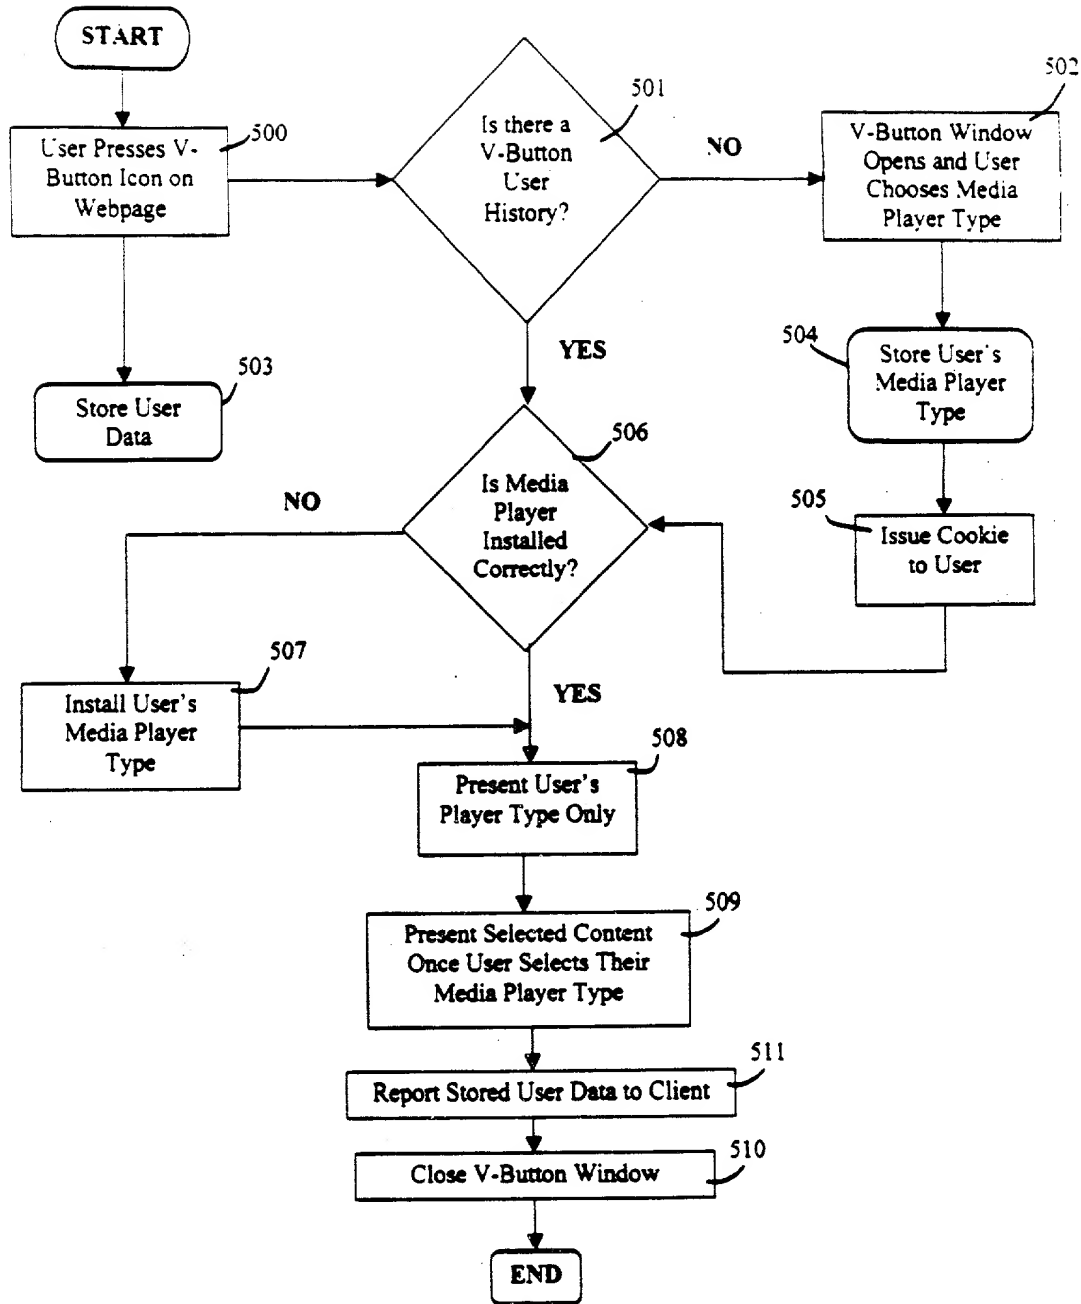 START
500
User Presses V-
Button Icon on
Webpage
501
Is there a
V-Button
User
History?
NO
502
V-Button Window
Opens and User
Chooses Media
Player Type
YES
503
Store User
Data
504
Store User's
Media Player
Type
505
Issue Cookie
to User
506
Is Media
Player
Installed
Correctly?
NO
YES
507
Install User's
Media Player
Type
508
Present User's
Player Type Only
509
Present Selected Content
Once User Selects Their
Media Player Type
511
Report Stored User Data to Client
510
Close V-Button Window
END